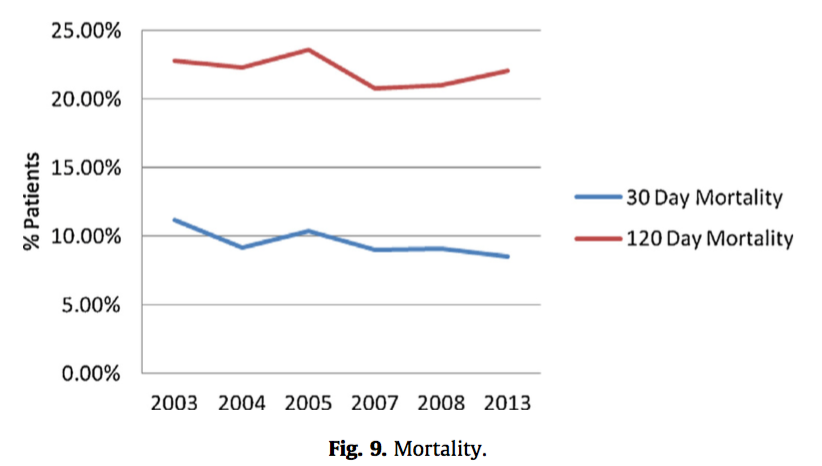 25.00%
20.00%
15.00%
10.00%
5.00%
0.00%
% Patients
2003 2004 2005 2007 2008 2013
30 Day Mortality
120 Day Mortality
Fig. 9. Mortality.